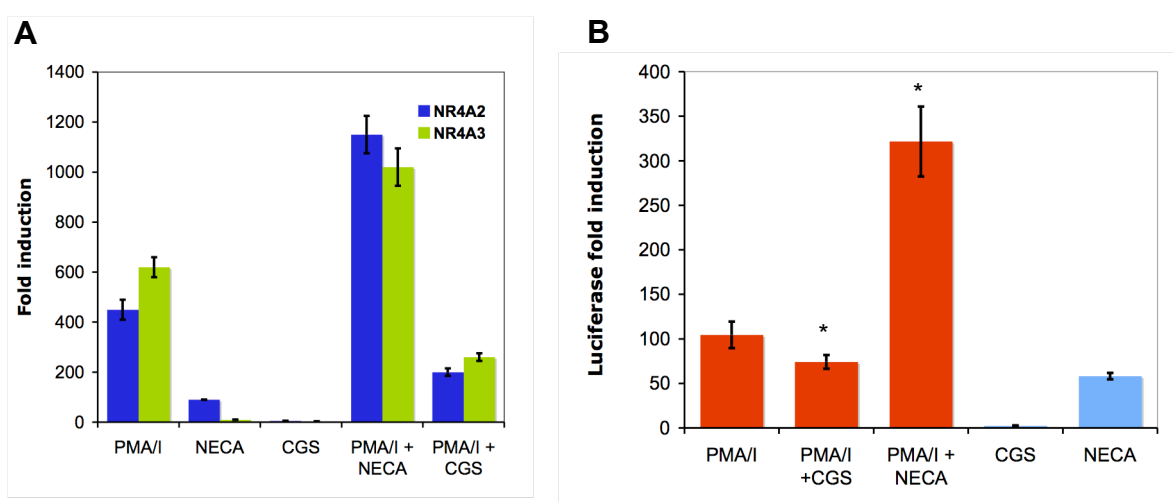 A
1400
1200
1000
800
600
400
200
0
Fold induction
NR4A2
NR4A3
PMA/I
NECA
CGS
PMA/I +
NECA
PMA/I +
CGS
B
400
350
300
250
200
150
100
50
0
Luciferase fold induction
*
*
PMA/I
PMA/I
+CGS
PMA/I +
NECA
CGS
NECA